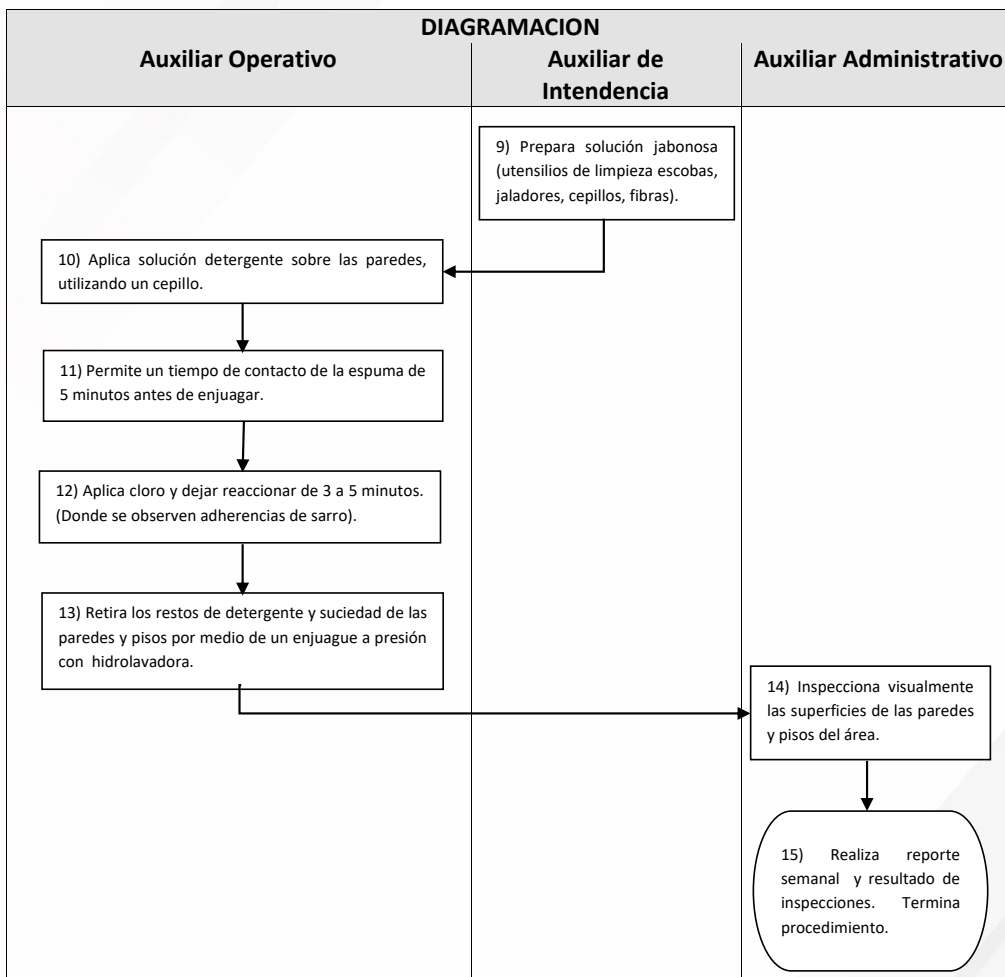 DIAGRAMACION
Auxiliar Operativo
Auxiliar de
Intendencia
Auxiliar Administrativo
9) Prepara solución jabonosa
(utensilios de limpieza escobas,
jaladores, cepillos, fibras).
10) Aplica solución detergente sobre las paredes,
utilizando un cepillo.
11) Permite un tiempo de contacto de la espuma de
5 minutos antes de enjuagar.
12) Aplica cloro y dejar reaccionar de 3 a 5 minutos.
(Donde se observen adherencias de sarro).
13) Retira los restos de detergente y suciedad de las
paredes y pisos por medio de un enjuague a presión
con hidrolavadora.
14) Inspecciona visualmente
las superficies de las paredes
y pisos del área.
15) Realiza reporte
semanal y resultado de
inspecciones. Termina
procedimiento.